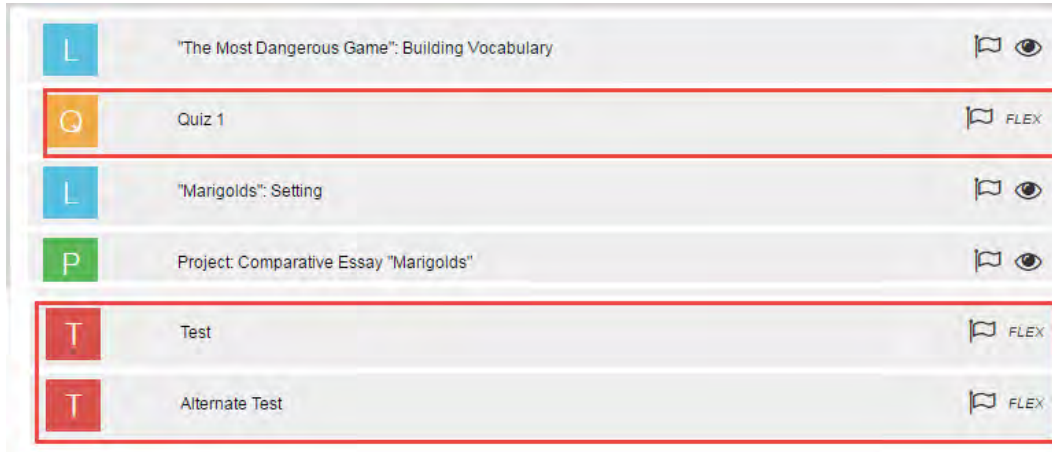 L "The Most Dangerous Game": Building Vocabulary
Q Quiz 1 FLEX
L "Marigolds": Setting
P Project: Comparative Essay "Marigolds"
T Test FLEX
T Alternate Test FLEX